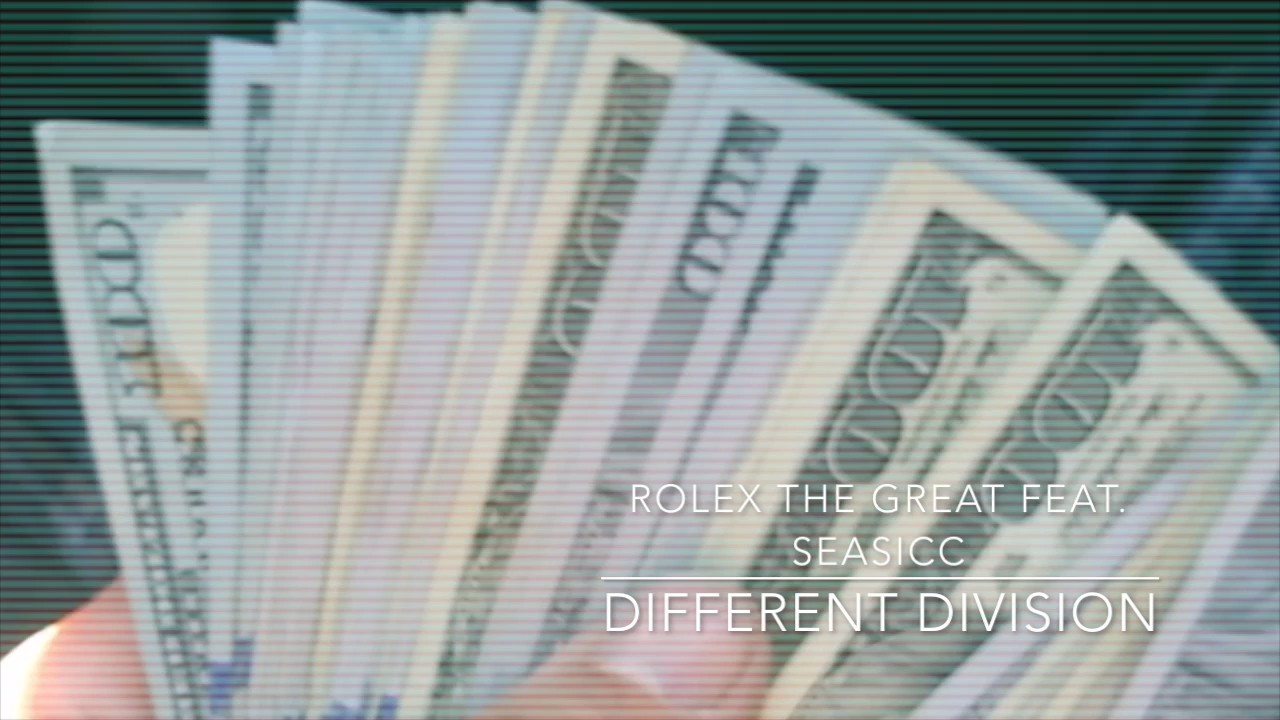 ROLEX THE GREAT FEAT.
SEASICC
DIFFERENT DIVISION